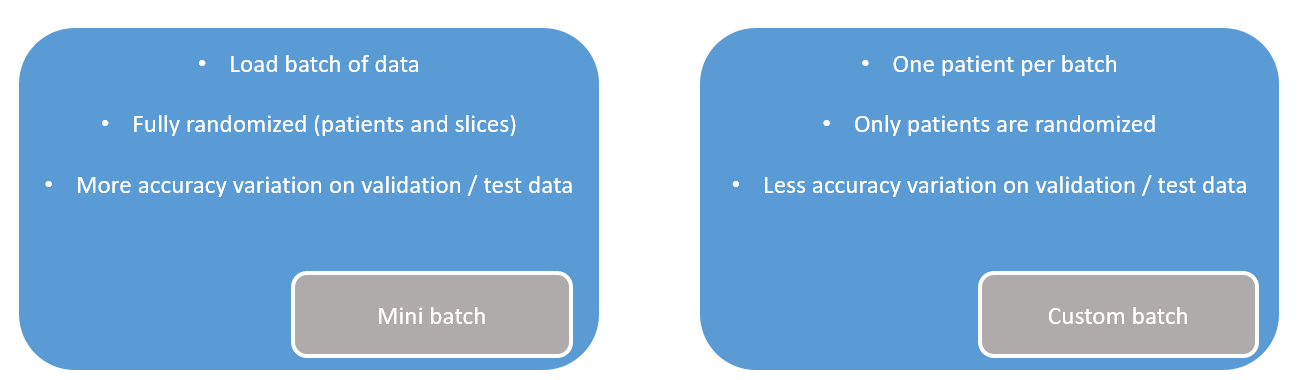 • Load batch of data
• Fully randomized (patients and slices)
• More accuracy variation on validation / test data
Mini batch
• One patient per batch
• Only patients are randomized
• Less accuracy variation on validation / test data
Custom batch